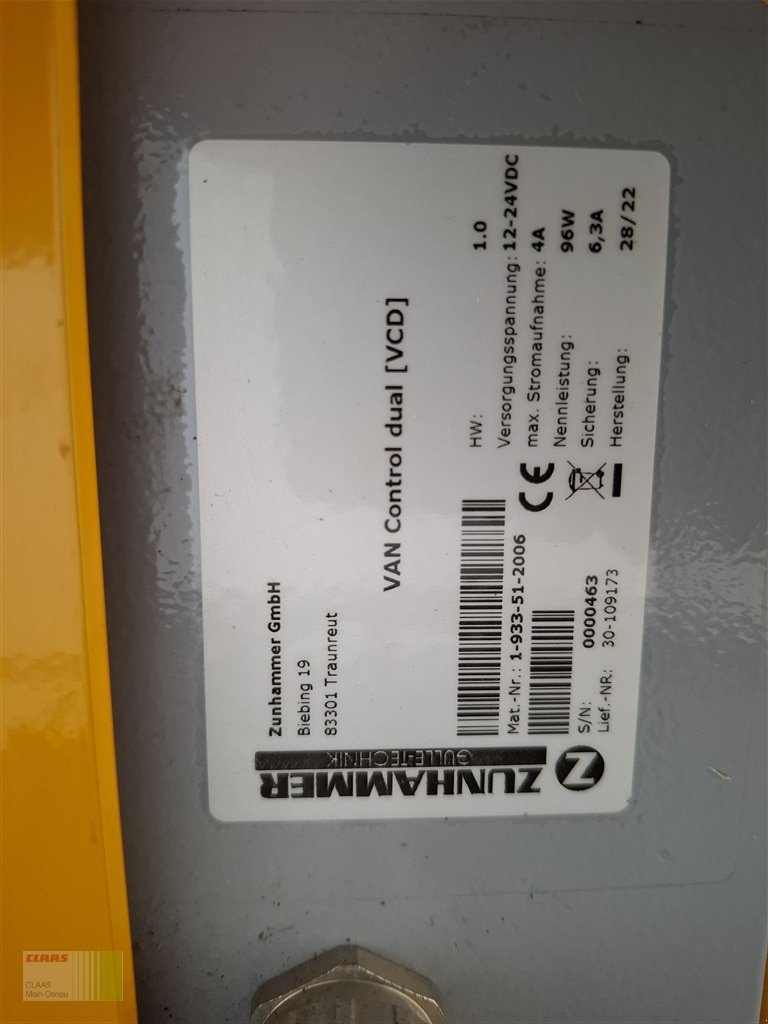 ZUNHAMMER
GÜLLE-TECHNIK
Z
Zunhammer GmbH
Biebing 19
83301 Traunreut
VAN Control dual [VCD]
Mat.-Nr.: 1-933-51-2006
S/N: 0000463
Lief.-NR: 30-109173
CE
HW: 1.0
Versorgungsspannung: 12-24VDC
max. Stromaufnahme: 4A
Nennleistung: 96W
Sicherung: 6,3A
Herstellung: 28/22
CLAAS
CLAAS
Main-Donau